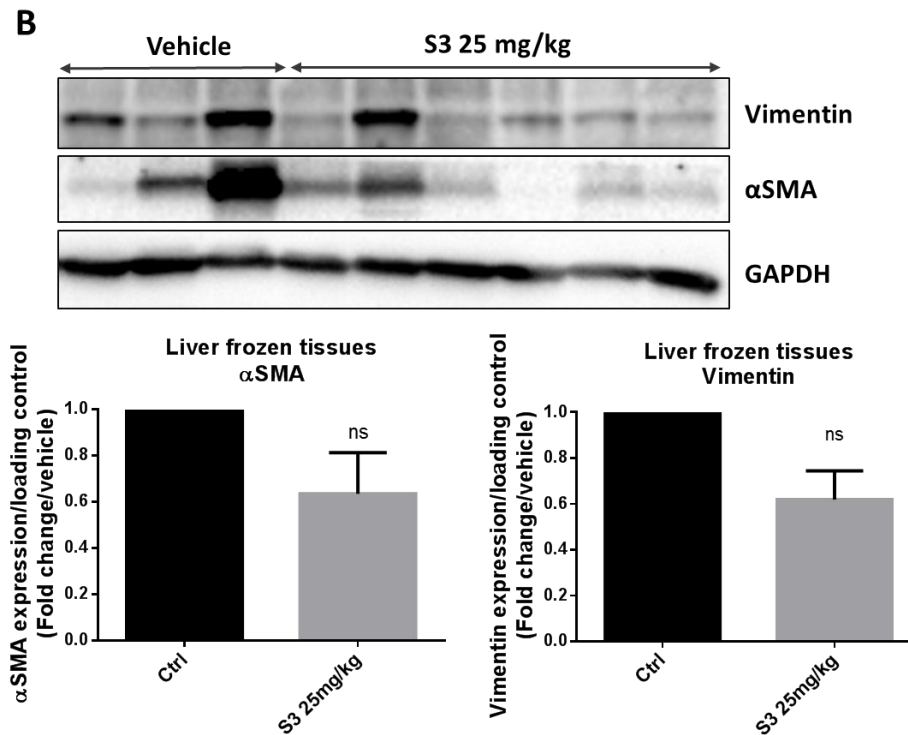 B
Vehicle
S3 25 mg/kg
Vimentin
αSMA
GAPDH
Liver frozen tissues
αSMA
αSMA expression/loading control
(Fold change/vehicle)
1.0
0.8
0.6
0.4
0.2
0.0
ns
Ctrl
S3 25mg/kg
Liver frozen tissues
Vimentin
Vimentin expression/loading control
(Fold change/vehicle)
1.0
0.8
0.6
0.4
0.2
0.0
ns
Ctrl
S3 25mg/kg